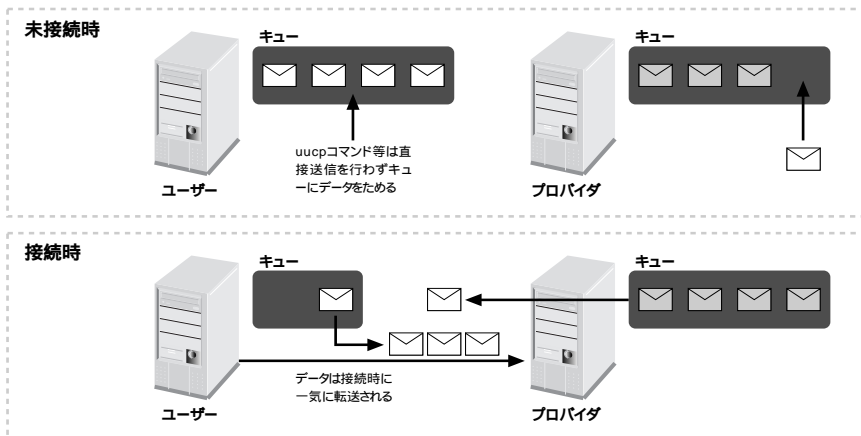 未接続時
キュー
キュー
uucpコマンド等は直
接送信を行わずキュ
ーにデータをためる
ユーザー
プロバイダ
接続時
キュー
キュー
データは接続時に
一気に転送される
ユーザー
プロバイダ